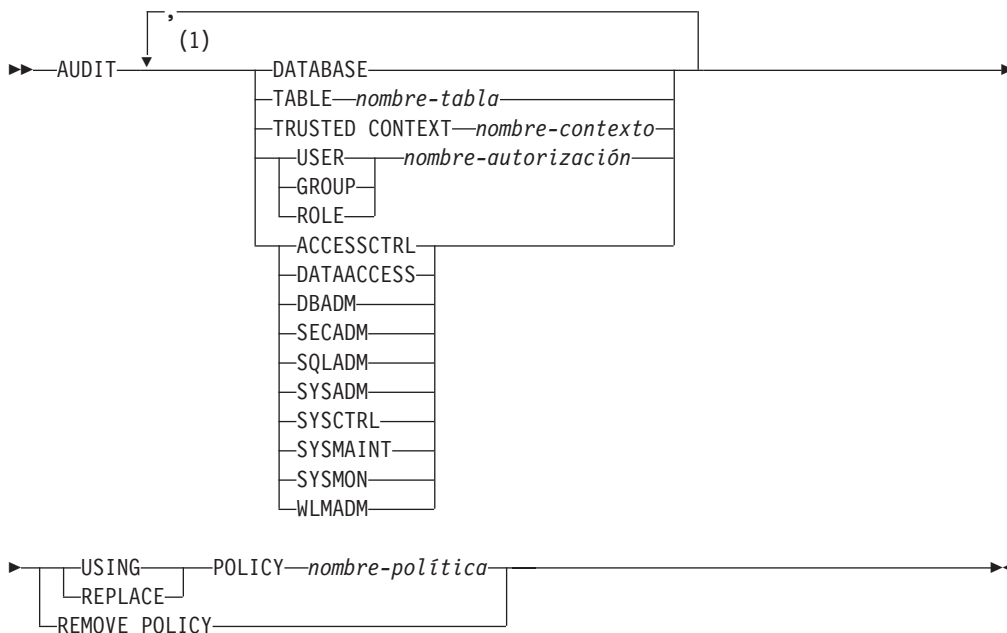 ,
(1)
AUDIT DATABASE
TABLE nombre-tabla
TRUSTED CONTEXT nombre-contexto
USER nombre-autorización
GROUP
ROLE
ACCESSCTRL
DATAACCESS
DBADM
SECADM
SQLADM
SYSADM
SYSCTRL
SYSMAINT
SYSMON
WLMADM
USING POLICY nombre-política
REPLACE
REMOVE POLICY